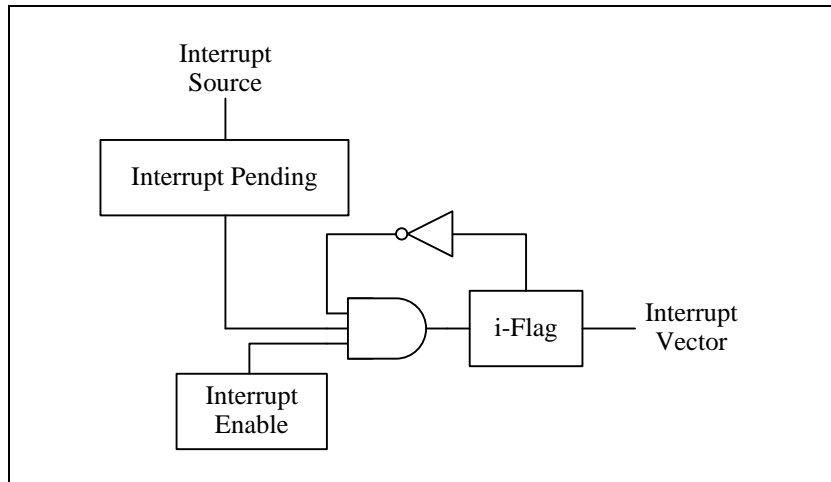 Interrupt
Source
Interrupt Pending
i-Flag
Interrupt
Vector
Interrupt
Enable